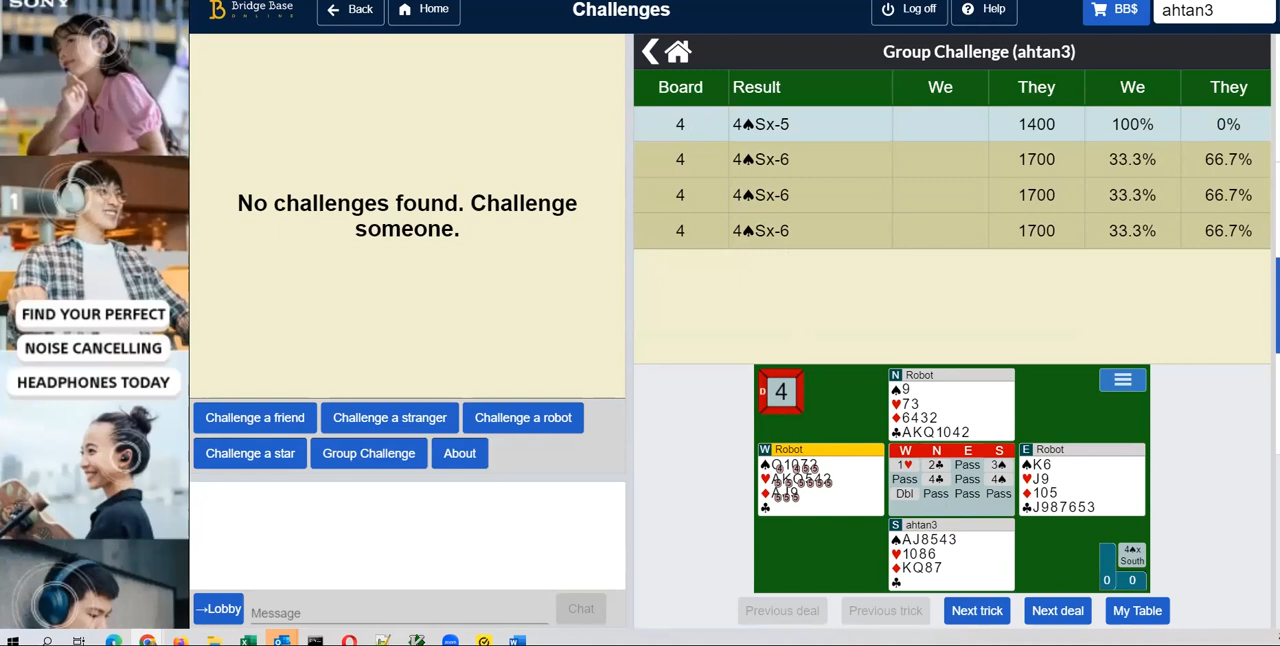 SONY
FIND YOUR PERFECT
NOISE CANCELLING
HEADPHONES TODAY
Bridge Base
ONLINE
Back
Home
Challenges
Log off
Help
BB$
ahtan3
No challenges found. Challenge
someone.
Challenge a friend
Challenge a stranger
Challenge a robot
Challenge a star
Group Challenge
About
→Lobby
Message
Chat
Group Challenge (ahtan3)
Board Result We They We They
4 4♠Sx-5 1400 100% 0%
4 4♠Sx-6 1700 33.3% 66.7%
4 4♠Sx-6 1700 33.3% 66.7%
4 4♠Sx-6 1700 33.3% 66.7%
D 4
N Robot
♠9
♥73
♦6432
♣AKQ1042
W Robot
♠Q1073
♥AKQ542
♦AJ9
♣
W N E S
1♥ 2♣ Pass 3♠
Pass 4♣ Pass 4♠
Dbl Pass Pass Pass
E Robot
♠K6
♥J9
♦105
♣J987653
S ahtan3
♠AJ8543
♥1086
♦KQ87
♣
4♠x
South
0 0
Previous deal
Previous trick
Next trick
Next deal
My Table